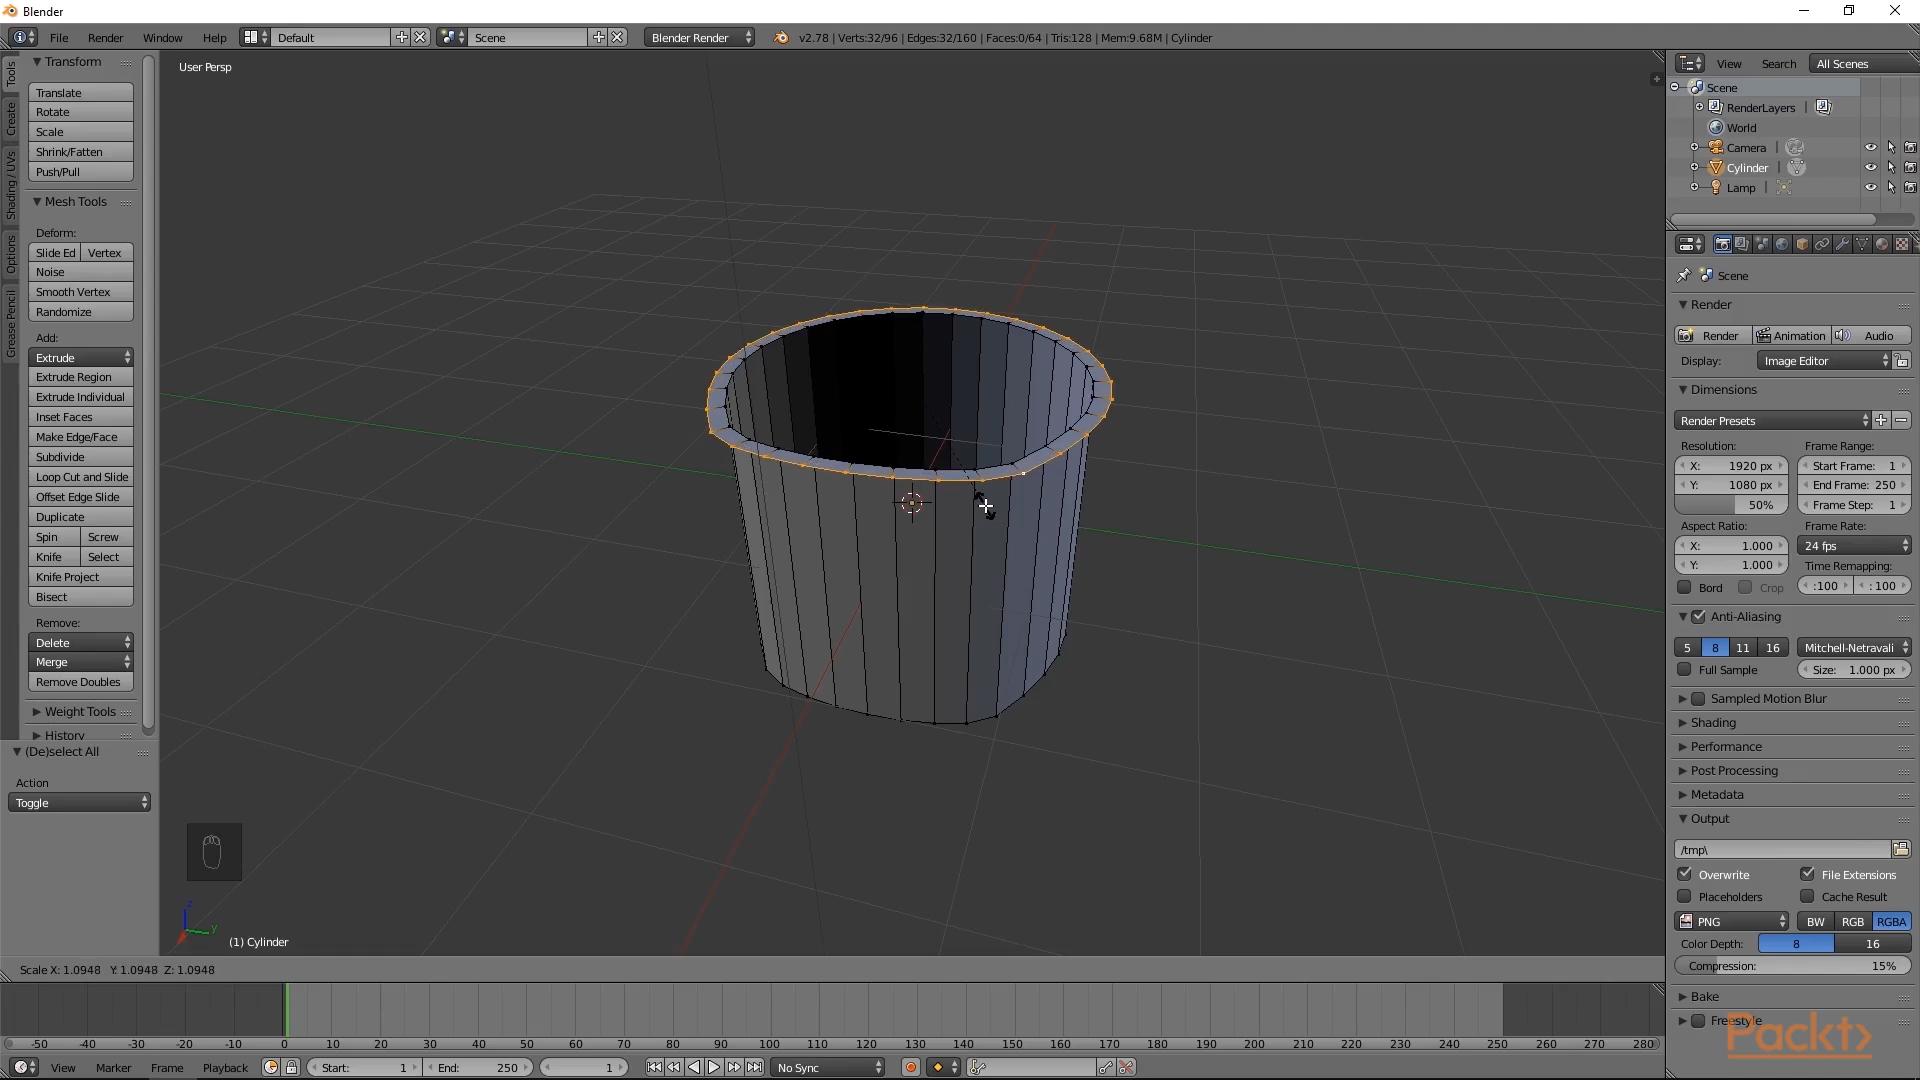 Blender
File Render Window Help Default Scene Blender Render v2.78 | Verts:32/96 | Edges:32/160 | Faces:0/64 | Tris:128 | Mem:9.68M | Cylinder
Tools
Create
Shading / UVs
Options
Grease Pencil
Transform
Translate
Rotate
Scale
Shrink/Fatten
Push/Pull
Mesh Tools
Deform:
Slide Ed Vertex
Noise
Smooth Vertex
Randomize
Add:
Extrude
Extrude Region
Extrude Individual
Inset Faces
Make Edge/Face
Subdivide
Loop Cut and Slide
Offset Edge Slide
Duplicate
Spin Screw
Knife Select
Knife Project
Bisect
Remove:
Delete
Merge
Remove Doubles
Weight Tools
History
(De)select All
Action
Toggle
User Persp
z
y
(1) Cylinder
Scale X: 1.0948 Y: 1.0948 Z: 1.0948
View Search All Scenes
Scene
RenderLayers |
World
Camera |
Cylinder |
Lamp |
Scene
Render
Render Animation Audio
Display: Image Editor
Dimensions
Render Presets
Resolution: Frame Range:
X: 1920 px Start Frame: 1
Y: 1080 px End Frame: 250
50% Frame Step: 1
Aspect Ratio: Frame Rate:
X: 1.000 24 fps
Y: 1.000 Time Remapping:
Bord Crop :100 : 100
Anti-Aliasing
5 8 11 16 Mitchell-Netravali
Full Sample Size: 1.000 px
Sampled Motion Blur
Shading
Performance
Post Processing
Metadata
Output
/tmp\
Overwrite File Extensions
Placeholders Cache Result
PNG BW RGB RGBA
Color Depth: 8 16
Compression: 15%
Bake
Freestyle
Packt>
-50 -40 -30 -20 -10 0 10 20 30 40 50 60 70 80 90 100 110 120 130 140 150 160 170 180 190 200 210 220 230 240 250 260 270 280
View Marker Frame Playback Start: 1 End: 250 1 No Sync